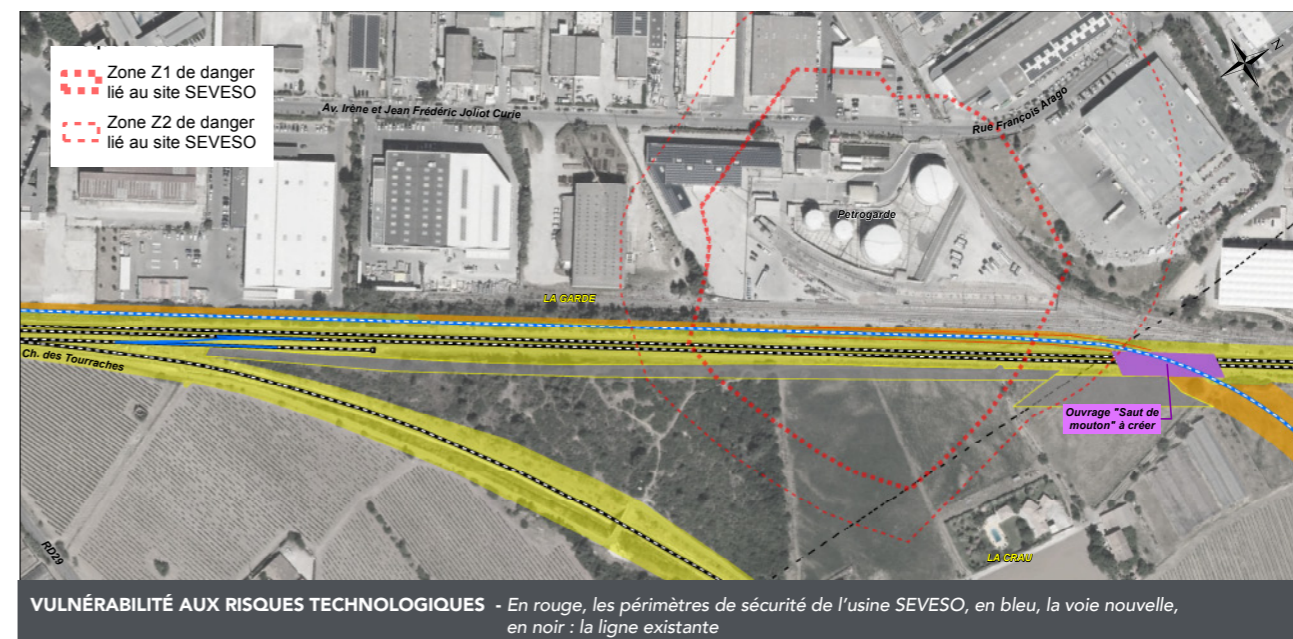 Zone Z1 de danger
lié au site SEVESO
Zone Z2 de danger
lié au site SEVESO
N
Av. Irène et Jean Frédéric Joliot Curie
Rue François Arago
Petrogarde
LA GARDE
Ch. des Tourraches
Ouvrage "Saut de
mouton" à créer
LA CRAU
RD29
VULNÉRABILITÉ AUX RISQUES TECHNOLOGIQUES - En rouge, les périmètres de sécurité de l'usine SEVESO, en bleu, la voie nouvelle,
en noir : la ligne existante